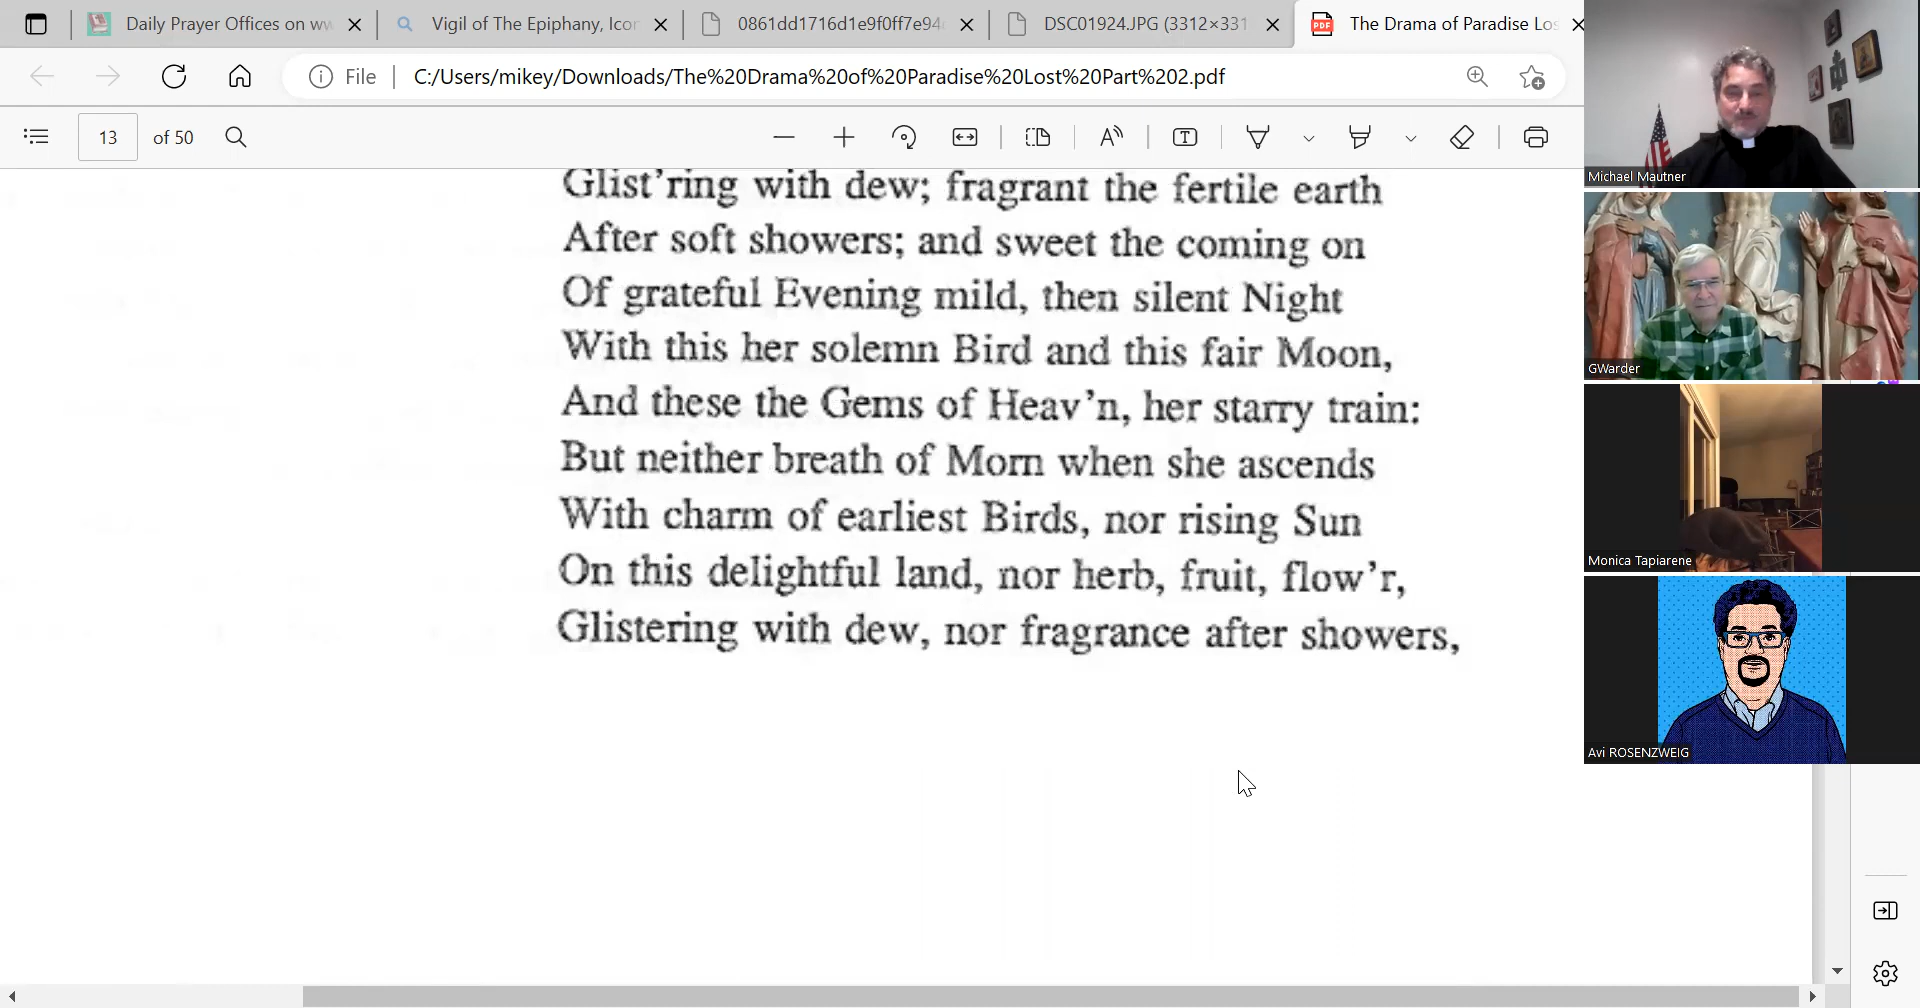 Daily Prayer Offices on ww
Vigil of The Epiphany, Icon
0861dd1716d1e9f0ff7e94
DSC01924.JPG (3312×331
The Drama of Paradise Los
File
C:/Users/mikey/Downloads/The%20Drama%20of%20Paradise%20Lost%20Part%202.pdf
13 of 50
Glist'ring with dew; fragrant the fertile earth
After soft showers; and sweet the coming on
Of grateful Evening mild, then silent Night
With this her solemn Bird and this fair Moon,
And these the Gems of Heav'n, her starry train:
But neither breath of Morn when she ascends
With charm of earliest Birds, nor rising Sun
On this delightful land, nor herb, fruit, flow'r,
Glistering with dew, nor fragrance after showers,
Michael Mautner
GWarder
Monica Tapiarene
Avi ROSENZWEIG